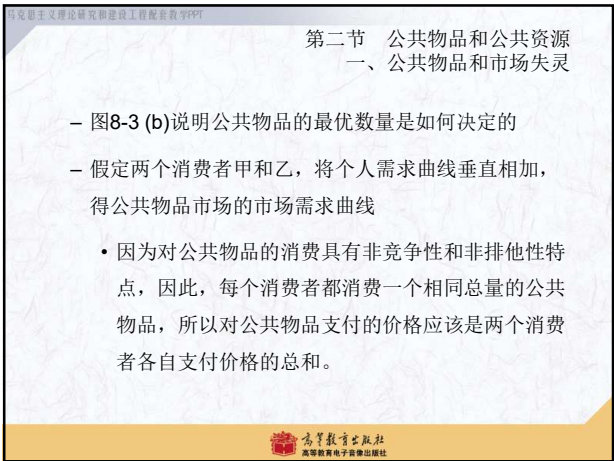 马克思主义理论研究和建设工程配套教学PPT
第二节 公共物品和公共资源
一、公共物品和市场失灵
– 图8-3 (b)说明公共物品的最优数量是如何决定的
– 假定两个消费者甲和乙，将个人需求曲线垂直相加，
得公共物品市场的市场需求曲线
• 因为对公共物品的消费具有非竞争性和非排他性特
点，因此，每个消费者都消费一个相同总量的公共
物品，所以对公共物品支付的价格应该是两个消费
者各自支付价格的总和。
高等教育出版社
高等教育电子音像出版社